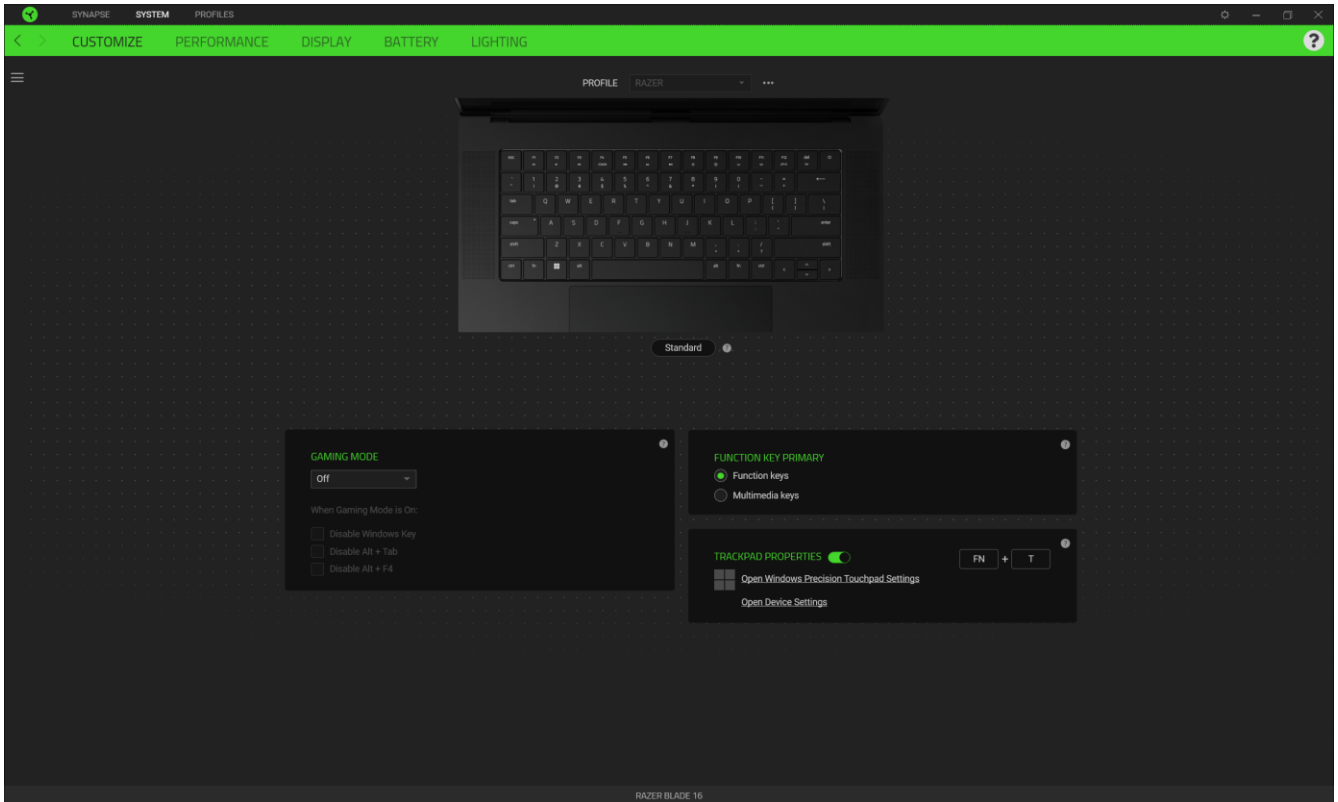 SYNAPSE SYSTEM PROFILES
CUSTOMIZE PERFORMANCE DISPLAY BATTERY LIGHTING ?
PROFILE RAZER
Q W E R T Y U I O P
A S D F G H J K L
Z X C V B N M
Standard ?
GAMING MODE ?
Off
When Gaming Mode is On:
Disable Windows Key
Disable Alt + Tab
Disable Alt + F4
FUNCTION KEY PRIMARY ?
Function keys
Multimedia keys
TRACKPAD PROPERTIES FN + T ?
Open Windows Precision Touchpad Settings
Open Device Settings
RAZER BLADE 16